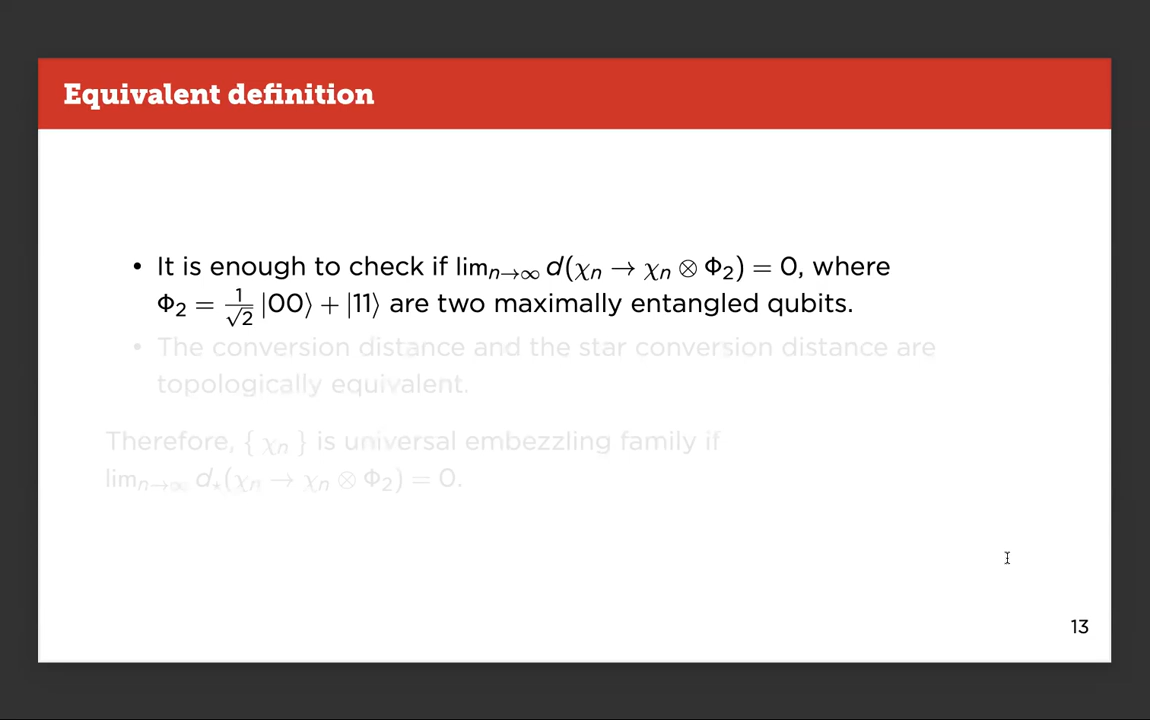 Equivalent definition
• It is enough to check if lim_{n→∞} d(χ_n → χ_n ⊗ Φ_2) = 0, where
Φ_2 = \frac{1}{\sqrt{2}} |00⟩ + |11⟩ are two maximally entangled qubits.
• The conversion distance and the star conversion distance are
topologically equivalent.
Therefore, { χ_n } is universal embezzling family if
lim_{n→∞} d_⋆(χ_n → χ_n ⊗ Φ_2) = 0.
13